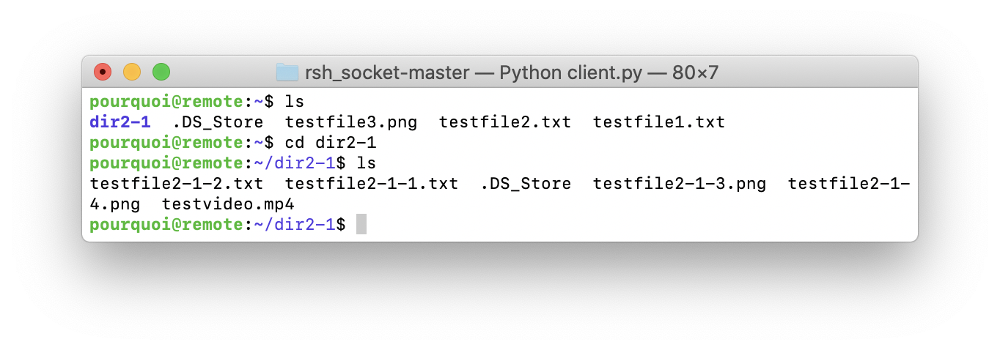 rsh_socket-master — Python client.py — 80×7
pourquoi@remote:~$ ls
dir2-1  .DS_Store  testfile3.png  testfile2.txt  testfile1.txt
pourquoi@remote:~$ cd dir2-1
pourquoi@remote:~/dir2-1$ ls
testfile2-1-2.txt  testfile2-1-1.txt  .DS_Store  testfile2-1-3.png  testfile2-1-
4.png  testvideo.mp4
pourquoi@remote:~/dir2-1$